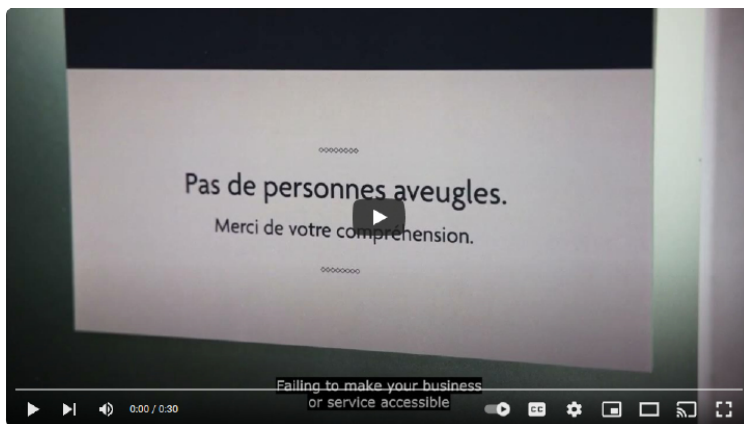 Pas de personnes aveugles.
Merci de votre compréhension.
Failing to make your business
or service accessible
0:00 / 0:30
CC